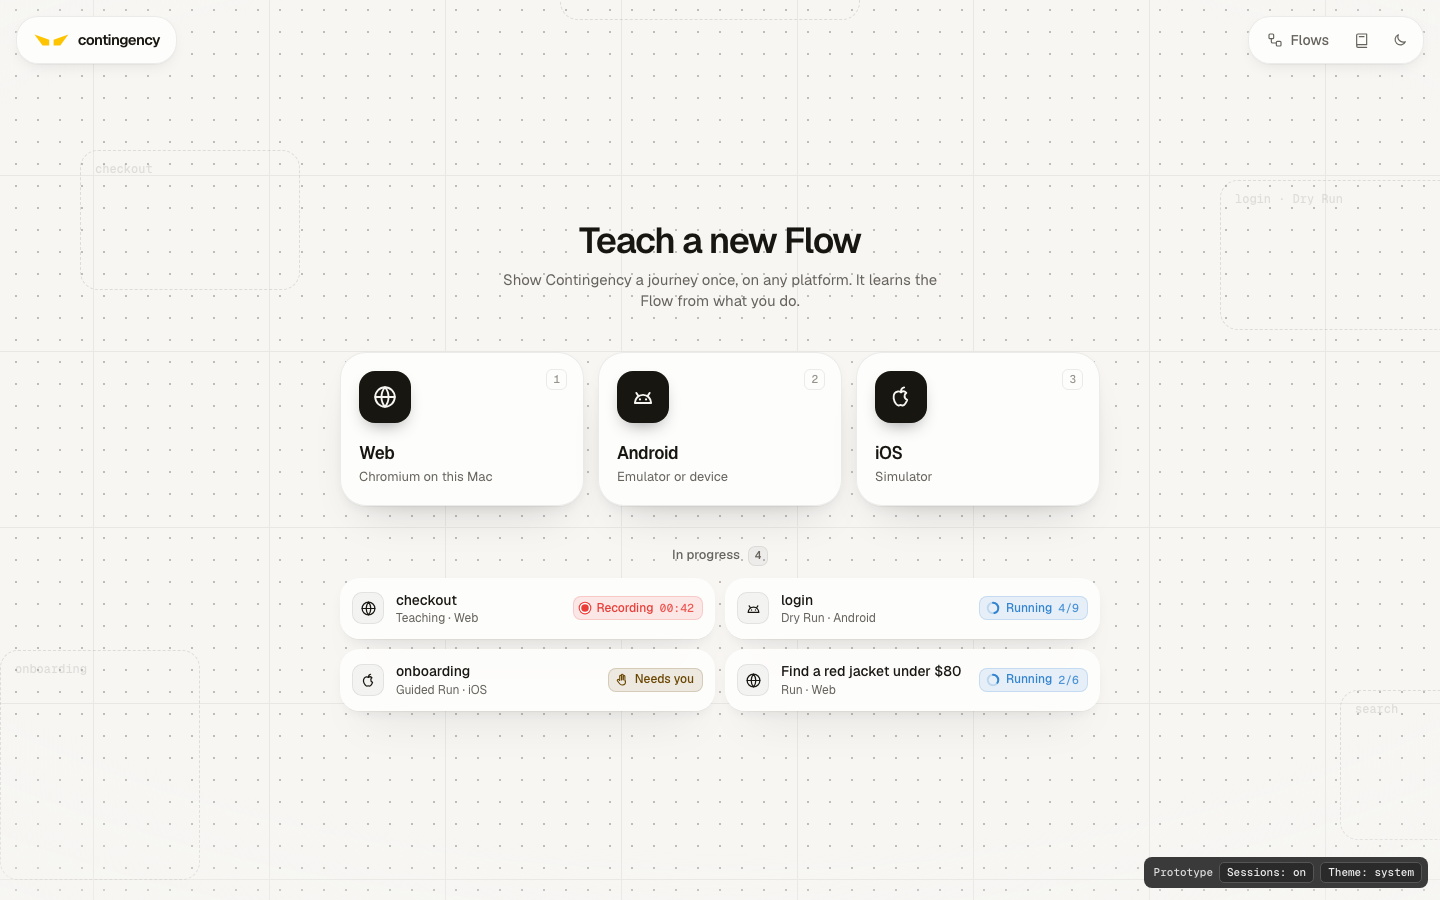 contingency
Flows
checkout
login · Dry Run
Teach a new Flow
Show Contingency a journey once, on any platform. It learns the
Flow from what you do.
1
Web
Chromium on this Mac
2
Android
Emulator or device
3
iOS
Simulator
In progress 4
checkout
Teaching · Web
Recording 00:42
login
Dry Run · Android
Running 4/9
onboarding
Guided Run · iOS
Needs you
Find a red jacket under $80
Run · Web
Running 2/6
onboarding
search
Prototype Sessions: on Theme: system